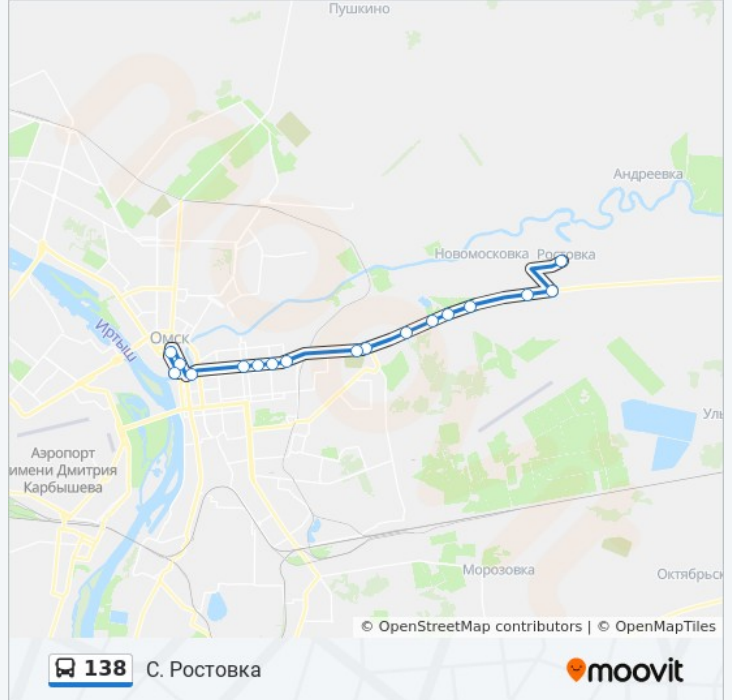 Пушкино
Андреевка
Новомосковка Ростовка
Омск
Иртыш
Уль
Аэропорт
имени Дмитрия
Карбышева
Морозовка
Октябрьск
© OpenStreetMap contributors | © OpenMapTiles
138 С. Ростовка
moovit